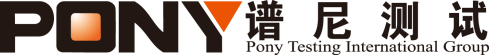 PONY 谱尼测试
Pony Testing International Group